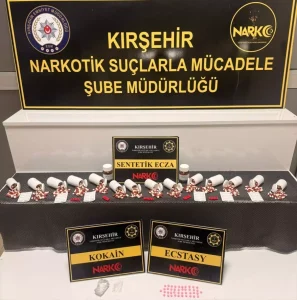 KIRŞEHİR
NARKOTİK SUÇLARLA MÜCADELE
ŞUBE MÜDÜRLÜĞÜ
NARKO
KIRŞEHİR
SENTETİK ECZA
NARKO
KIRŞEHİR
KOKAİN
NARKO
KIRŞEHİR
ECSTASY
NARKO